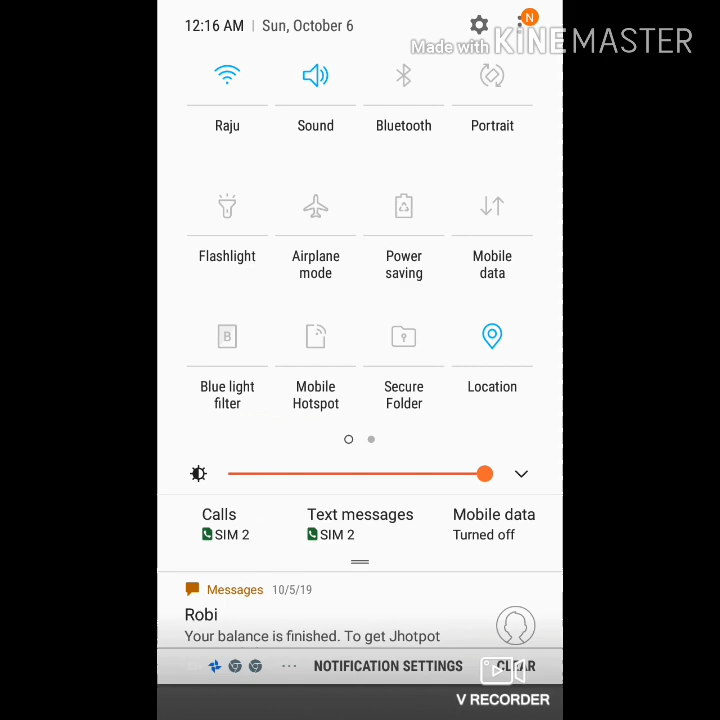 12:16 AM | Sun, October 6
N
Made with KINEMASTER
Raju Sound Bluetooth Portrait
Flashlight Airplane mode Power saving Mobile data
B
Blue light filter Mobile Hotspot Secure Folder Location
Calls Text messages Mobile data
SIM 2 SIM 2 Turned off
Messages 10/5/19
Robi
Your balance is finished. To get Jhotpot
NOTIFICATION SETTINGS CLEAR
V RECORDER